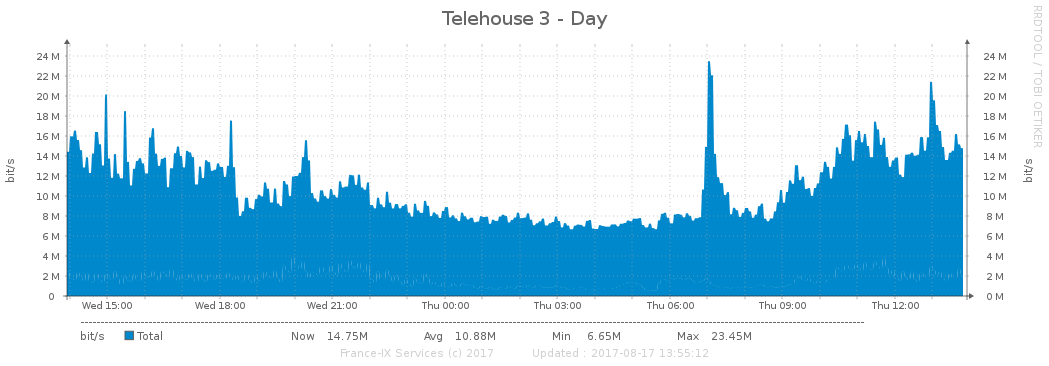 Telehouse 3 - Day
RRDTOOL / TOBI OETIKER
bit/s
24 M 24 M
22 M 22 M
20 M 20 M
18 M 18 M
16 M 16 M
14 M 14 M
12 M 12 M
10 M 10 M
8 M 8 M
6 M 6 M
4 M 4 M
2 M 2 M
0 0 M
bit/s
Wed 15:00 Wed 18:00 Wed 21:00 Thu 00:00 Thu 03:00 Thu 06:00 Thu 09:00 Thu 12:00
bit/s Total Now 14.75M Avg 10.88M Min 6.65M Max 23.45M
France-IX Services (c) 2017 Updated : 2017-08-17 13:55:12